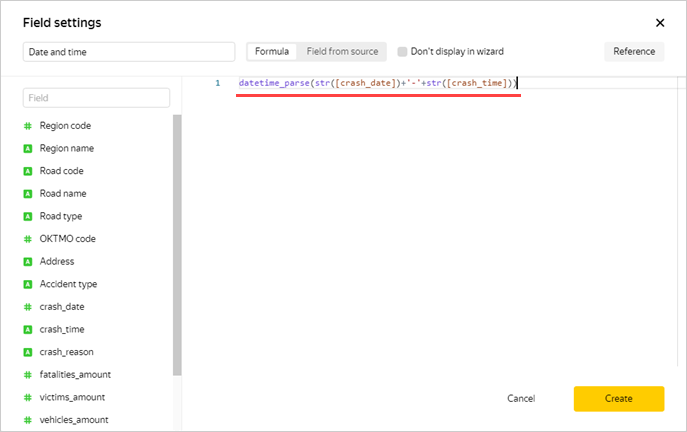 Field settings
Date and time
Formula
Field from source
Don't display in wizard
Reference
1 datetime_parse(str([crash_date])+'-'+str([crash_time]))
Field
# Region code
A Region name
A Road code
A Road name
A Road type
# OKTMO code
A Address
A Accident type
# crash_date
A crash_time
A crash_reason
# fatalities_amount
# victims_amount
# vehicles_amount
Cancel
Create